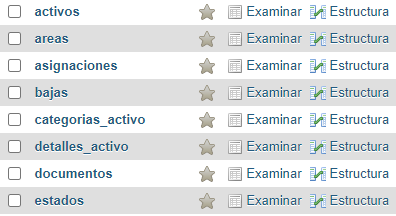 activos Examinar Estructura
areas Examinar Estructura
asignaciones Examinar Estructura
bajas Examinar Estructura
categorias_activo Examinar Estructura
detalles_activo Examinar Estructura
documentos Examinar Estructura
estados Examinar Estructura